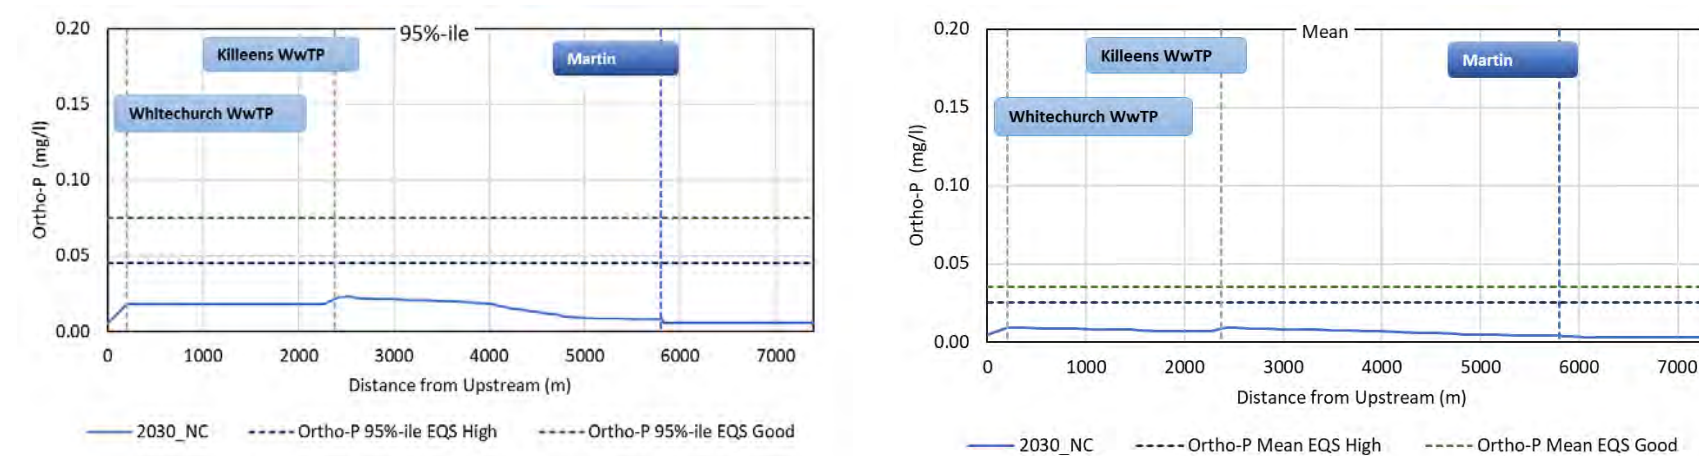 95%-ile
0.20
0.15
0.10
0.05
0.00
Ortho-P (mg/l)
Killeens WwTP
Whitechurch WwTP
Martin
0 1000 2000 3000 4000 5000 6000 7000
Distance from Upstream (m)
2030_NC Ortho-P 95%-ile EQS High Ortho-P 95%-ile EQS Good
Mean
0.20
0.15
0.10
0.05
0.00
Ortho-P (mg/l)
Killeens WwTP
Whitechurch WwTP
Martin
0 1000 2000 3000 4000 5000 6000 7000
Distance from Upstream (m)
2030_NC Ortho-P Mean EQS High Ortho-P Mean EQS Good